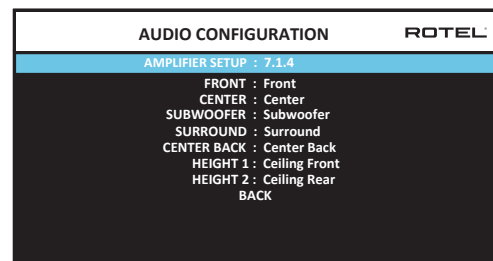 AUDIO CONFIGURATION ROTEL
AMPLIFIER SETUP : 7.1.4
FRONT : Front
CENTER : Center
SUBWOOFER : Subwoofer
SURROUND : Surround
CENTER BACK : Center Back
HEIGHT 1 : Ceiling Front
HEIGHT 2 : Ceiling Rear
BACK